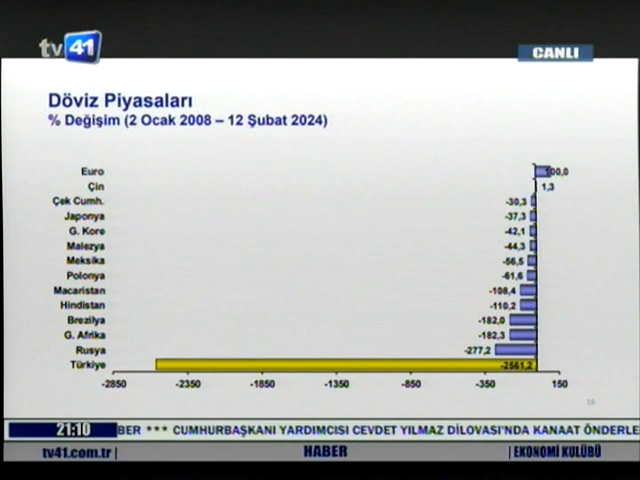 tv41
CANLI
Döviz Piyasaları
% Değişim (2 Ocak 2008 – 12 Şubat 2024)
Euro 100,0
Çin 1,3
Çek Cumh. -30,3
Japonya -37,3
G. Kore -42,1
Malezya -44,3
Meksika -56,5
Polonya -61,6
Macaristan -108,4
Hindistan -110,2
Brezilya -182,0
G. Afrika -182,3
Rusya -277,2
Türkiye -2561,2
-2850 -2350 -1850 -1350 -850 -350 150
16
21:10 BER *** CUMHURBAŞKANI YARDIMCISI CEVDET YILMAZ DİLOVASI'NDA KANAAT ÖNDERLE
tv41.com.tr | HABER | EKONOMİ KULÜBÜ